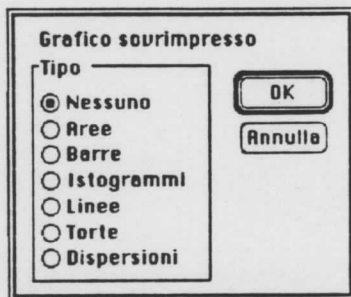 Grafico sovrimpresso
Tipo
Nessuno
Aree
Barre
Istogrammi
Linee
Torte
Dispersioni
OK
Annulla